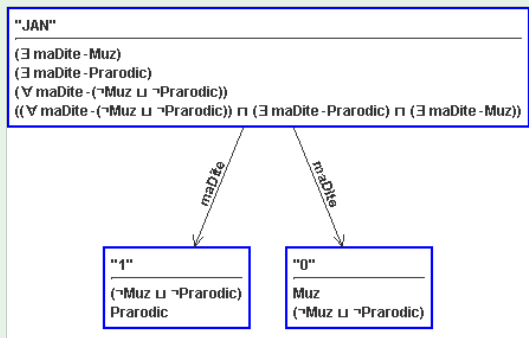 "JAN"
(∃ maDite -Muz)
(∃ maDite -Prarodic)
(∀ maDite -(¬Muz ⊔ ¬Prarodic))
((∀ maDite -(¬Muz ⊔ ¬Prarodic)) ⊓ (∃ maDite -Prarodic) ⊓ (∃ maDite -Muz))
maDite
maDite
"1"
(¬Muz ⊔ ¬Prarodic)
Prarodic
"0"
Muz
(¬Muz ⊔ ¬Prarodic)